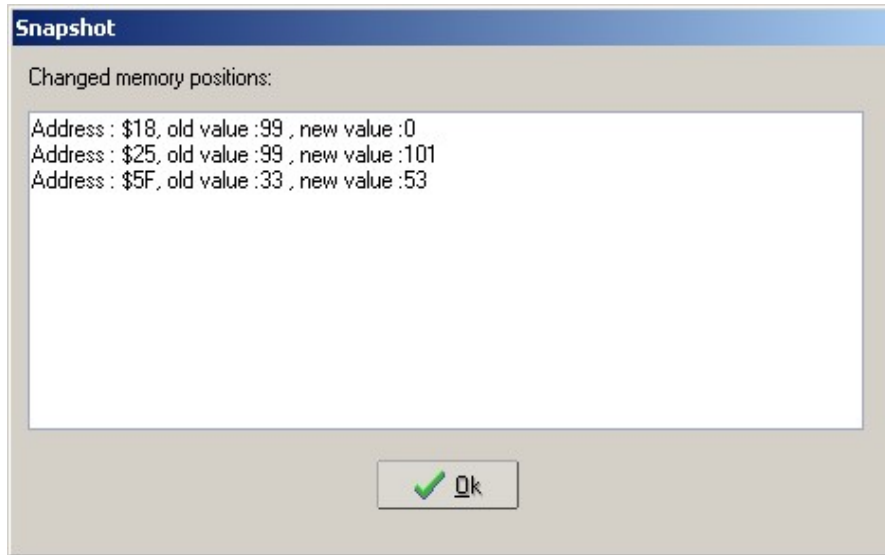 Snapshot
Changed memory positions:
Address : $18, old value :99 , new value :0
Address : $25, old value :99 , new value :101
Address : $5F, old value :33 , new value :53
Ok